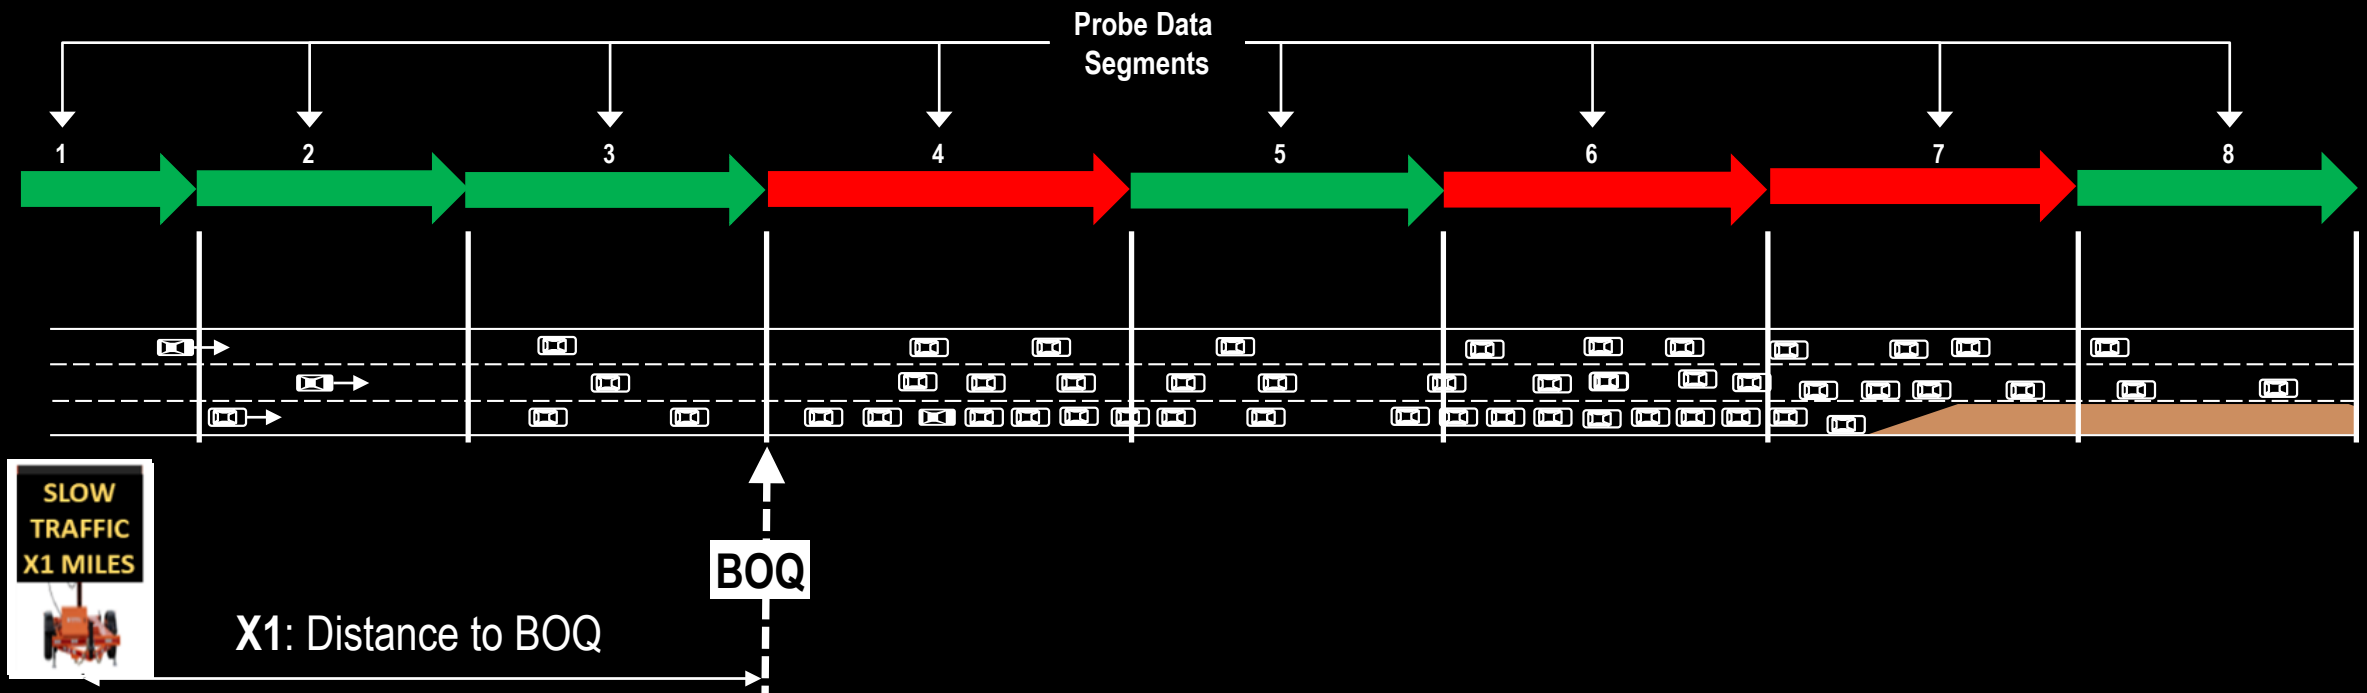 Probe Data
Segments
1 2 3 4 5 6 7 8
SLOW
TRAFFIC
X1 MILES
BOQ
X1: Distance to BOQ